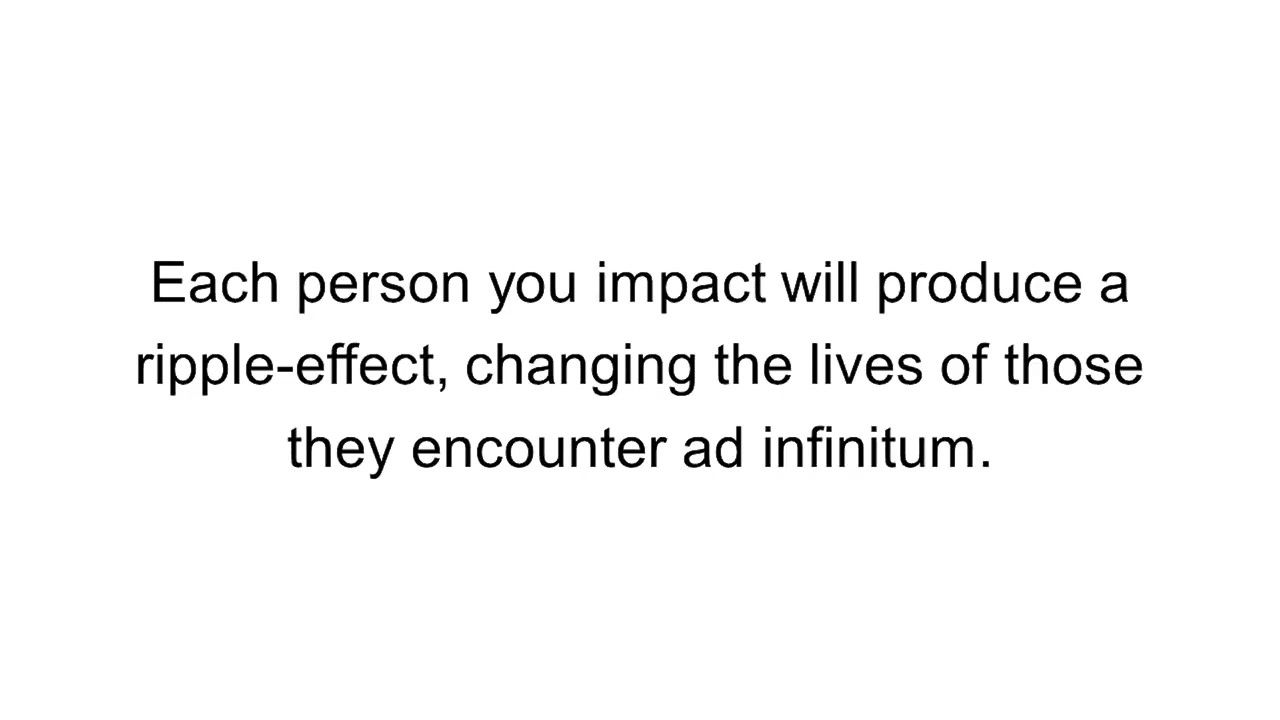 Each person you impact will produce a
ripple-effect, changing the lives of those
they encounter ad infinitum.